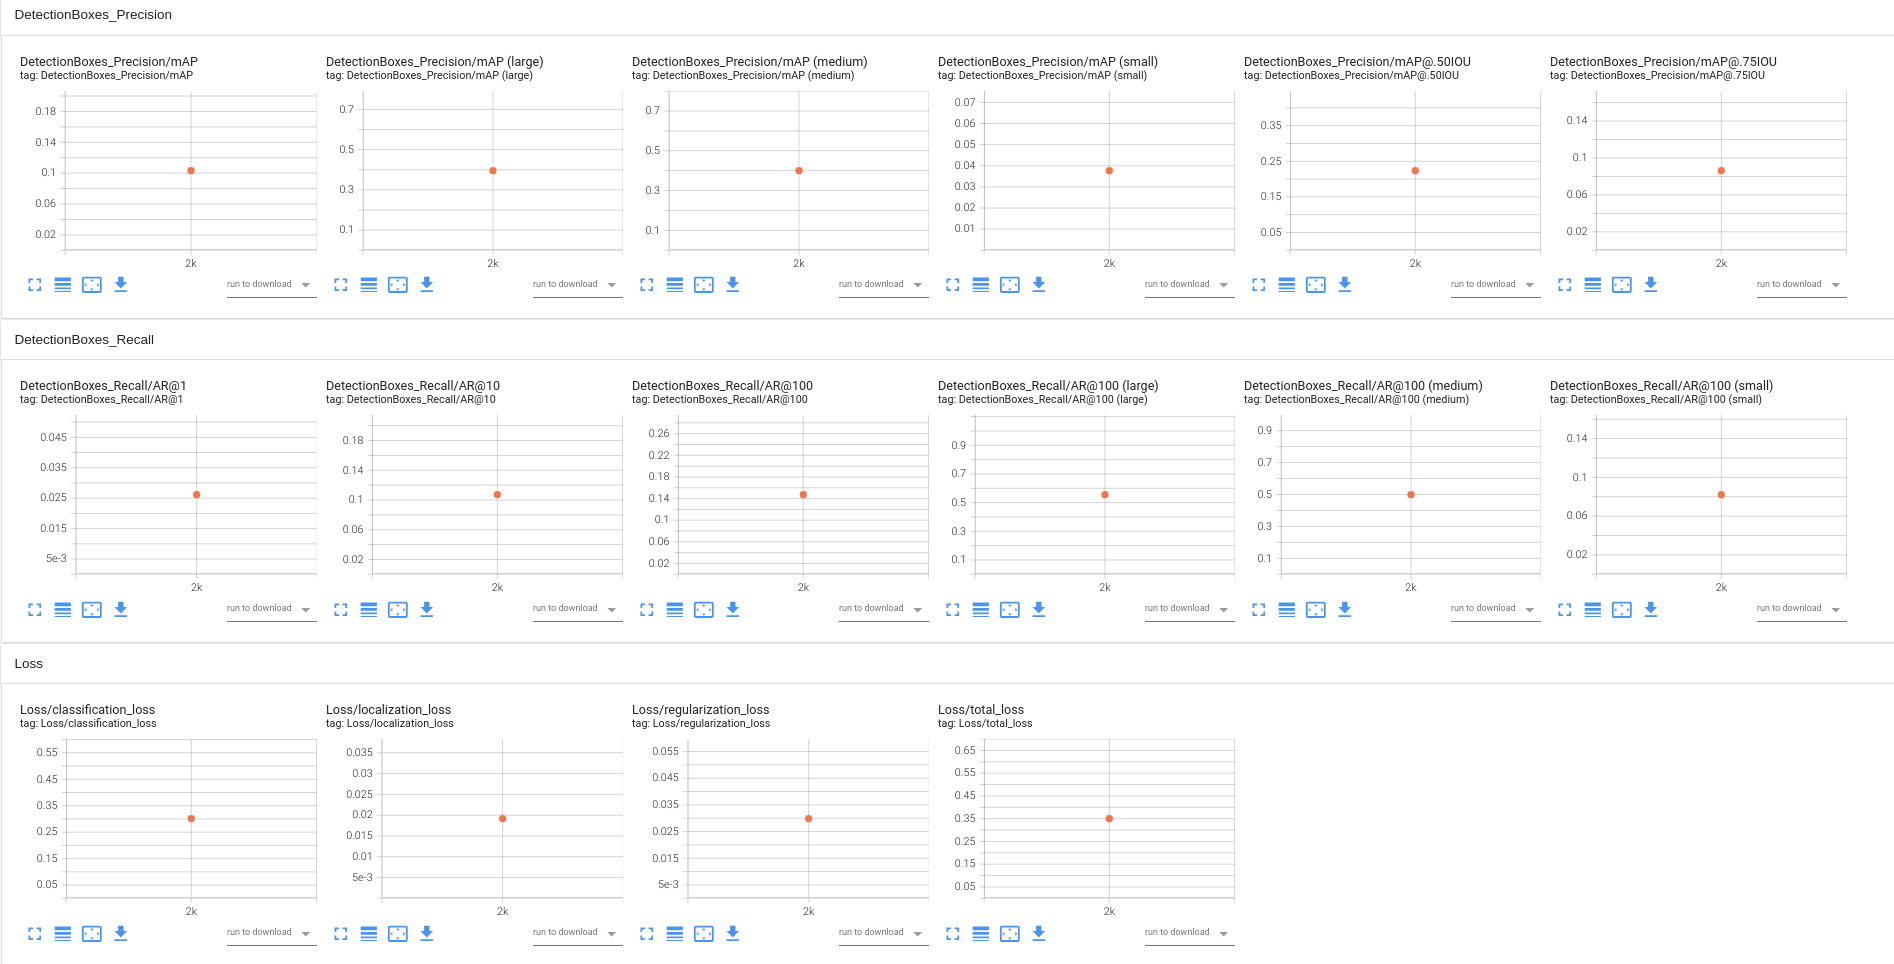 DetectionBoxes_Precision
DetectionBoxes_Precision/mAP
tag: DetectionBoxes_Precision/mAP
0.18
0.14
0.1
0.06
0.02
2k
run to download
DetectionBoxes_Precision/mAP (large)
tag: DetectionBoxes_Precision/mAP (large)
0.7
0.5
0.3
0.1
2k
run to download
DetectionBoxes_Precision/mAP (medium)
tag: DetectionBoxes_Precision/mAP (medium)
0.7
0.5
0.3
0.1
2k
run to download
DetectionBoxes_Precision/mAP (small)
tag: DetectionBoxes_Precision/mAP (small)
0.07
0.06
0.05
0.04
0.03
0.02
0.01
2k
run to download
DetectionBoxes_Precision/mAP@.50IOU
tag: DetectionBoxes_Precision/mAP@.50IOU
0.35
0.25
0.15
0.05
2k
run to download
DetectionBoxes_Precision/mAP@.75IOU
tag: DetectionBoxes_Precision/mAP@.75IOU
0.14
0.1
0.06
0.02
2k
run to download
DetectionBoxes_Recall
DetectionBoxes_Recall/AR@1
tag: DetectionBoxes_Recall/AR@1
0.045
0.035
0.025
0.015
5e-3
2k
run to download
DetectionBoxes_Recall/AR@10
tag: DetectionBoxes_Recall/AR@10
0.18
0.14
0.1
0.06
0.02
2k
run to download
DetectionBoxes_Recall/AR@100
tag: DetectionBoxes_Recall/AR@100
0.26
0.22
0.18
0.14
0.1
0.06
0.02
2k
run to download
DetectionBoxes_Recall/AR@100 (large)
tag: DetectionBoxes_Recall/AR@100 (large)
0.9
0.7
0.5
0.3
0.1
2k
run to download
DetectionBoxes_Recall/AR@100 (medium)
tag: DetectionBoxes_Recall/AR@100 (medium)
0.9
0.7
0.5
0.3
0.1
2k
run to download
DetectionBoxes_Recall/AR@100 (small)
tag: DetectionBoxes_Recall/AR@100 (small)
0.14
0.1
0.06
0.02
2k
run to download
Loss
Loss/classification_loss
tag: Loss/classification_loss
0.55
0.45
0.35
0.25
0.15
0.05
2k
run to download
Loss/localization_loss
tag: Loss/localization_loss
0.035
0.03
0.025
0.02
0.015
0.01
5e-3
2k
run to download
Loss/regularization_loss
tag: Loss/regularization_loss
0.055
0.045
0.035
0.025
0.015
5e-3
2k
run to download
Loss/total_loss
tag: Loss/total_loss
0.65
0.55
0.45
0.35
0.25
0.15
0.05
2k
run to download